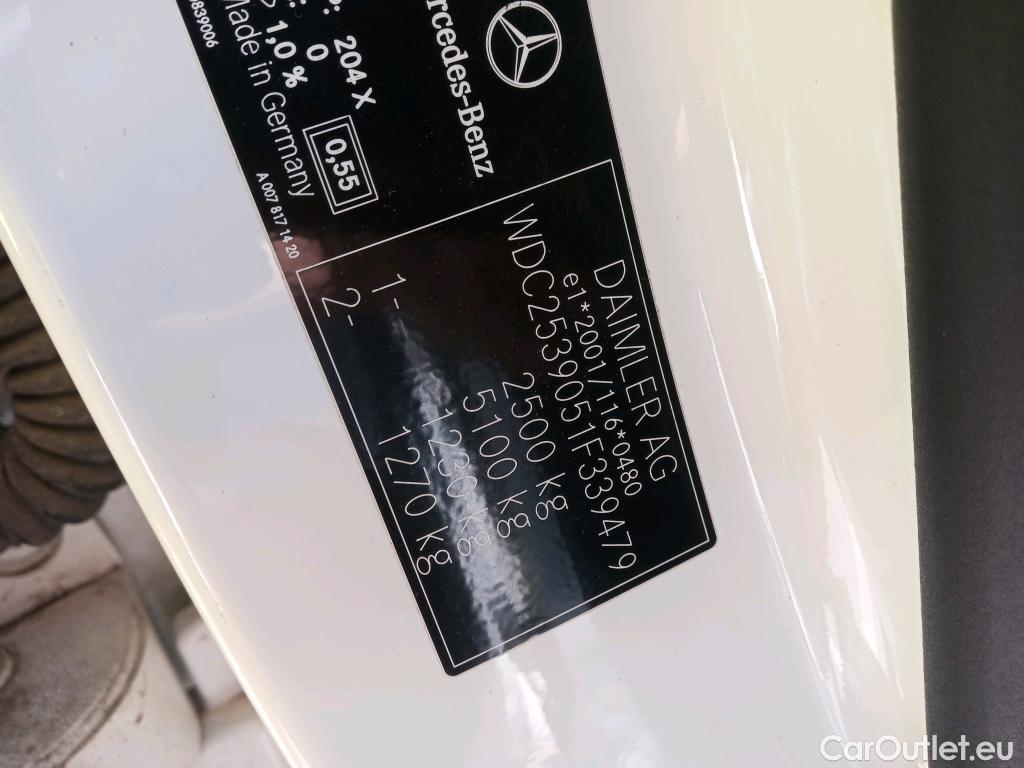 Mercedes-Benz
DAIMLER AG
e1*2001/116*0480
WDC2539051F339479
2500 kg
5100 kg
1- 1230 kg
2- 1270 kg
204 X
0
1,0 %
0,55
Made in Germany
A 007 817 14 20
CarOutlet.eu